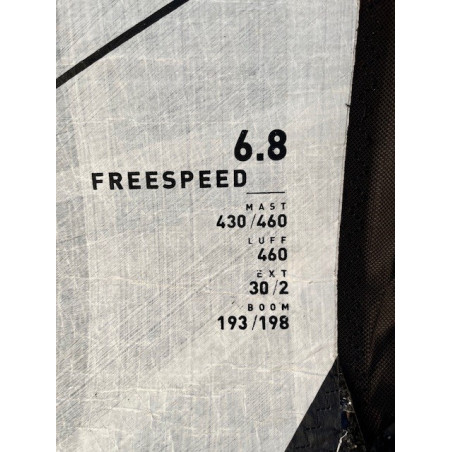 6.8
FREESPEED
MAST
430/460
LUFF
460
EXT
30/2
BOOM
193/198